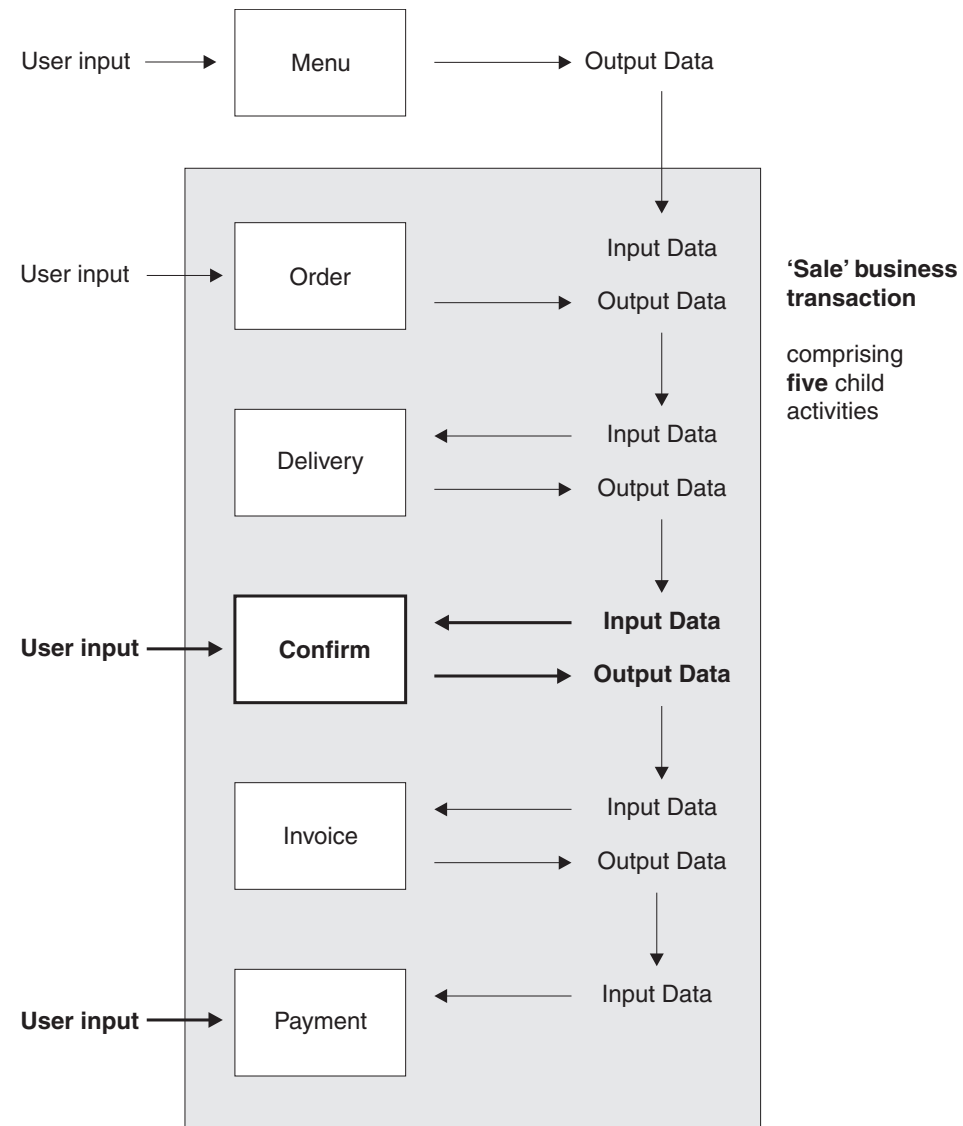 User input
Menu
Output Data
User input
Order
Input Data
Output Data
‘Sale’ business
transaction
comprising
five child
activities
Delivery
Input Data
Output Data
User input
Confirm
Input Data
Output Data
Invoice
Input Data
Output Data
User input
Payment
Input Data